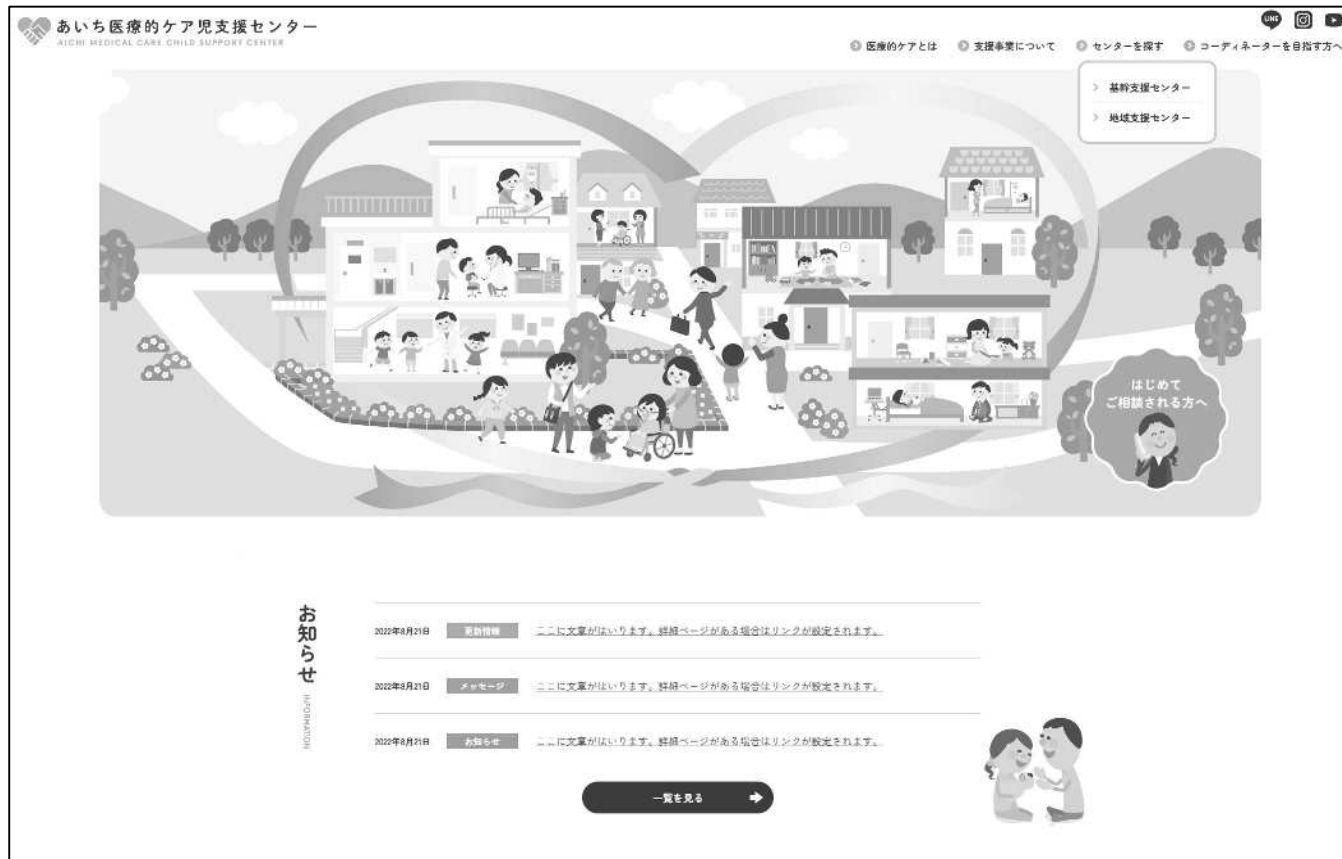 あいち医療的ケア児支援センター
AICHI MEDICAL CARE CHILD SUPPORT CENTER
LINE
医療的ケアとは
支援事業について
センターを探す
コーディネーターを目指す方へ
基幹支援センター
地域支援センター
はじめて
ご相談される方へ
お知らせ
INFORMATION
2022年8月21日 更新情報 ここに文章がはいります。詳細ページがある場合はリンクが設定されます。
2022年8月21日 メッセージ ここに文章がはいります。詳細ページがある場合はリンクが設定されます。
2022年8月21日 お知らせ ここに文章がはいります。詳細ページがある場合はリンクが設定されます。
一覧を見る